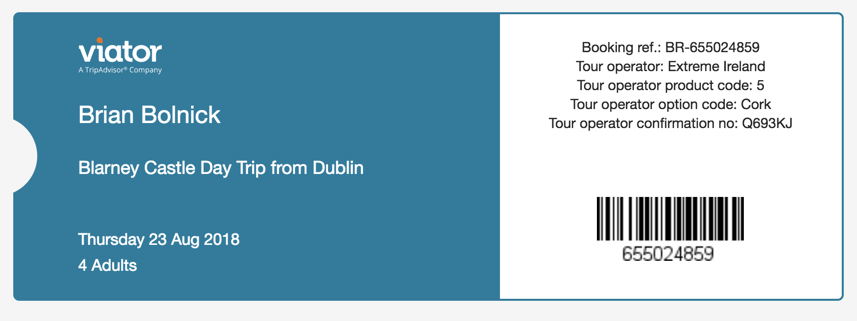 viator
A TripAdvisor® Company
Brian Bolnick
Blarney Castle Day Trip from Dublin
Thursday 23 Aug 2018
4 Adults
Booking ref.: BR-655024859
Tour operator: Extreme Ireland
Tour operator product code: 5
Tour operator option code: Cork
Tour operator confirmation no: Q693KJ
655024859